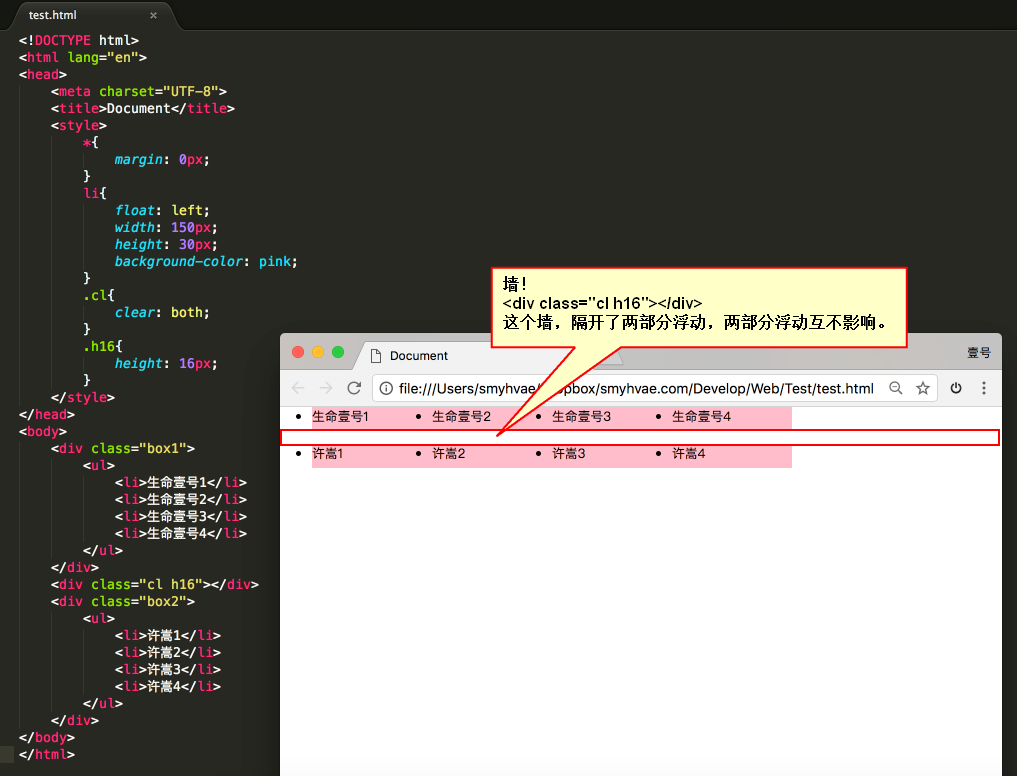 test.html
<!DOCTYPE html>
<html lang="en">
<head>
<meta charset="UTF-8">
<title>Document</title>
<style>
*{
margin: 0px;
}
li{
float: left;
width: 150px;
height: 30px;
background-color: pink;
}
.cl{
clear: both;
}
.h16{
height: 16px;
}
</style>
</head>
<body>
<div class="box1">
<ul>
<li>生命壹号1</li>
<li>生命壹号2</li>
<li>生命壹号3</li>
<li>生命壹号4</li>
</ul>
</div>
<div class="cl h16"></div>
<div class="box2">
<ul>
<li>许嵩1</li>
<li>许嵩2</li>
<li>许嵩3</li>
<li>许嵩4</li>
</ul>
</div>
</body>
</html>
墙！
<div class="cl h16"></div>
这个墙，隔开了两部分浮动，两部分浮动互不影响。
Document
壹号
file:///Users/smyhvae/ pbox/smyhvae.com/Develop/Web/Test/test.html
生命壹号1 生命壹号2 生命壹号3 生命壹号4
许嵩1 许嵩2 许嵩3 许嵩4